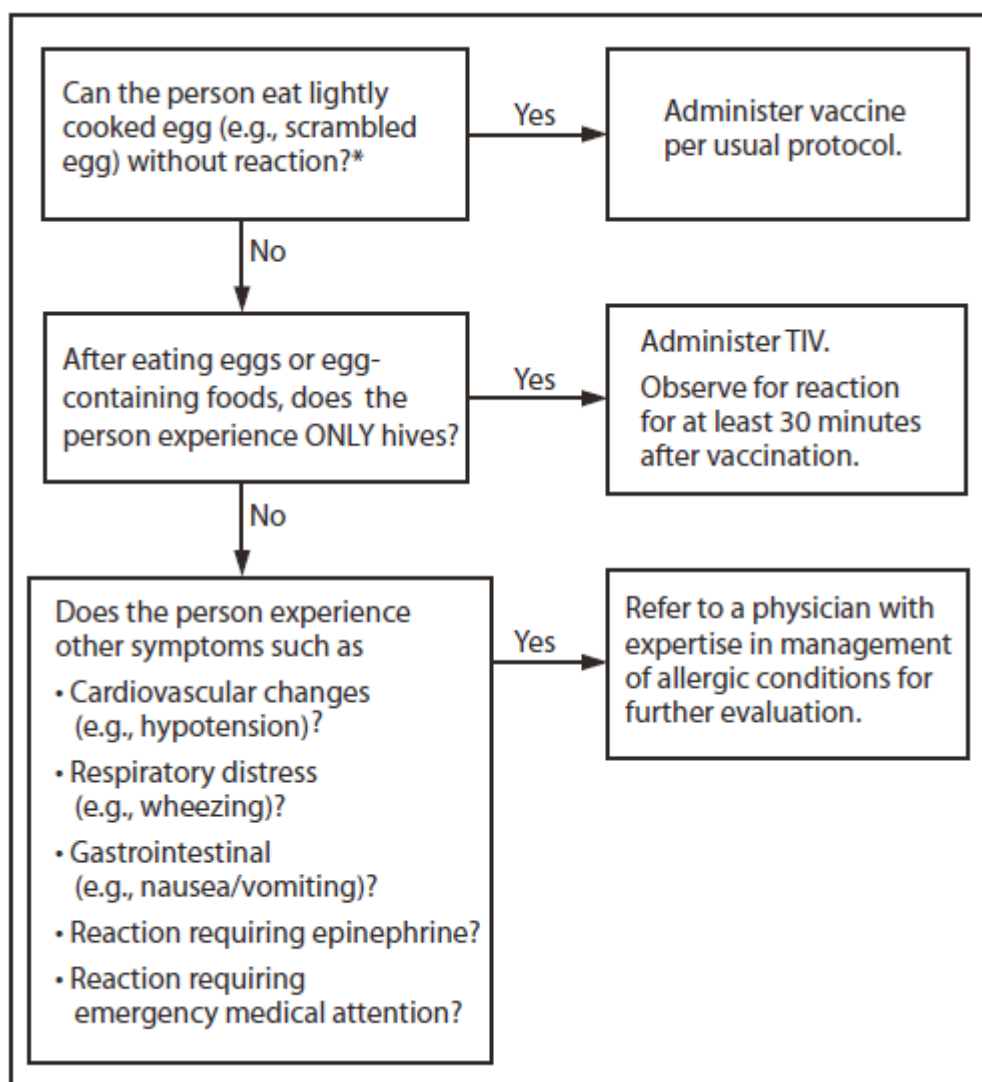 Can the person eat lightly
cooked egg (e.g., scrambled
egg) without reaction?*
Yes
Administer vaccine
per usual protocol.
No
After eating eggs or egg-
containing foods, does the
person experience ONLY hives?
Yes
Administer TIV.
Observe for reaction
for at least 30 minutes
after vaccination.
No
Does the person experience
other symptoms such as
• Cardiovascular changes
(e.g., hypotension)?
• Respiratory distress
(e.g., wheezing)?
• Gastrointestinal
(e.g., nausea/vomiting)?
• Reaction requiring epinephrine?
• Reaction requiring
emergency medical attention?
Yes
Refer to a physician with
expertise in management
of allergic conditions for
further evaluation.